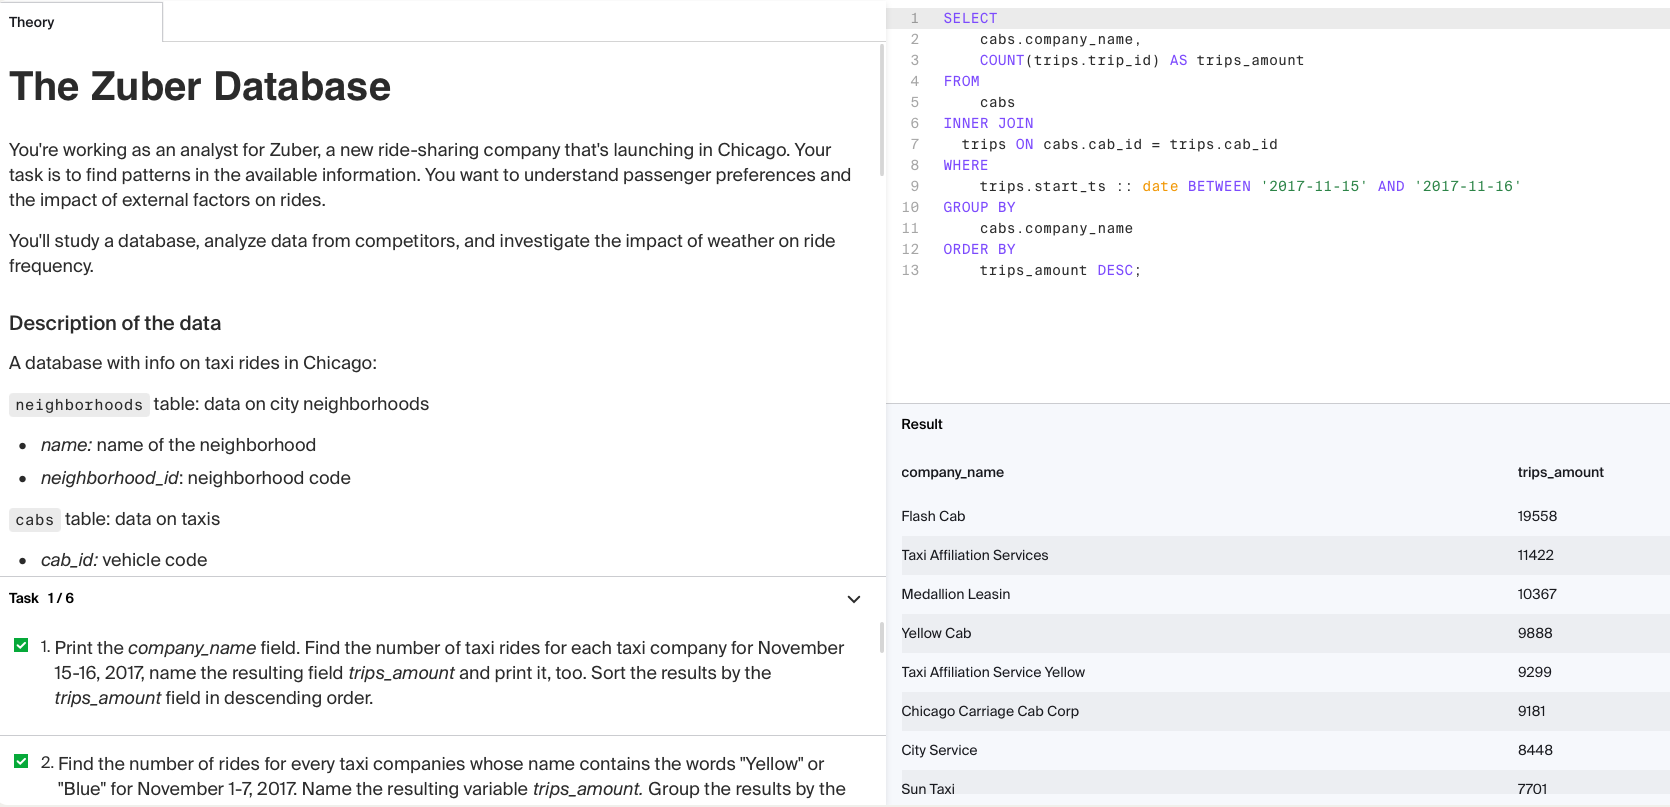 Theory
The Zuber Database
You're working as an analyst for Zuber, a new ride-sharing company that's launching in Chicago. Your
task is to find patterns in the available information. You want to understand passenger preferences and
the impact of external factors on rides.
You'll study a database, analyze data from competitors, and investigate the impact of weather on ride
frequency.
Description of the data
A database with info on taxi rides in Chicago:
neighborhoods table: data on city neighborhoods
• name: name of the neighborhood
• neighborhood_id: neighborhood code
cabs table: data on taxis
• cab_id: vehicle code
Task 1 / 6
1. Print the company_name field. Find the number of taxi rides for each taxi company for November
15-16, 2017, name the resulting field trips_amount and print it, too. Sort the results by the
trips_amount field in descending order.
2. Find the number of rides for every taxi companies whose name contains the words "Yellow" or
"Blue" for November 1-7, 2017. Name the resulting variable trips_amount. Group the results by the
1 SELECT
2     cabs.company_name,
3     COUNT(trips.trip_id) AS trips_amount
4 FROM
5     cabs
6 INNER JOIN
7   trips ON cabs.cab_id = trips.cab_id
8 WHERE
9     trips.start_ts :: date BETWEEN '2017-11-15' AND '2017-11-16'
10 GROUP BY
11     cabs.company_name
12 ORDER BY
13     trips_amount DESC;
Result
company_name trips_amount
Flash Cab 19558
Taxi Affiliation Services 11422
Medallion Leasin 10367
Yellow Cab 9888
Taxi Affiliation Service Yellow 9299
Chicago Carriage Cab Corp 9181
City Service 8448
Sun Taxi 7701